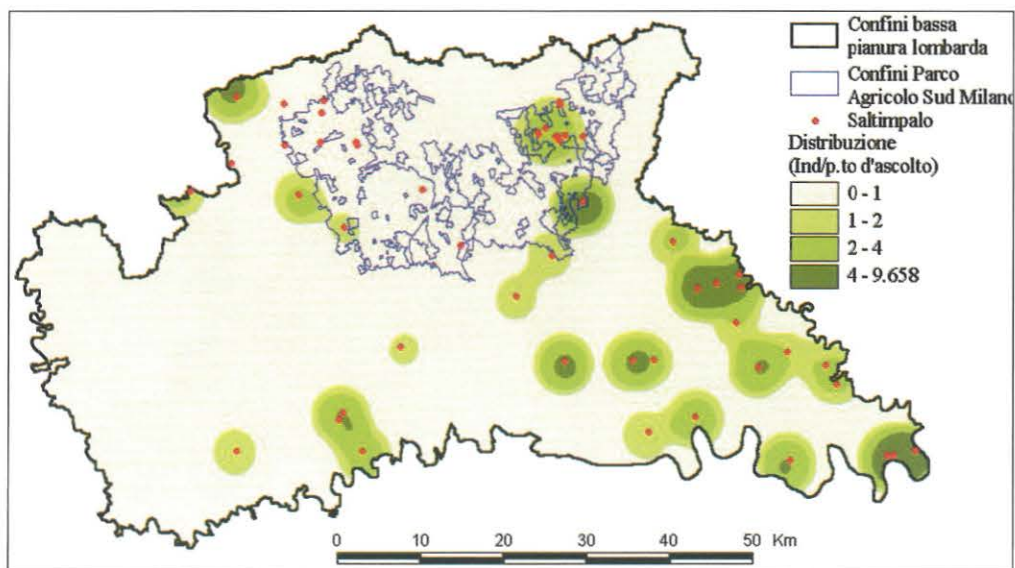 Confini bassa
pianura lombarda
Confini Parco
Agricolo Sud Milano
Saltimpalo
Distribuzione
(Ind/p.to d'ascolto)
0 - 1
1 - 2
2 - 4
4 - 9.658
0 10 20 30 40 50 Km